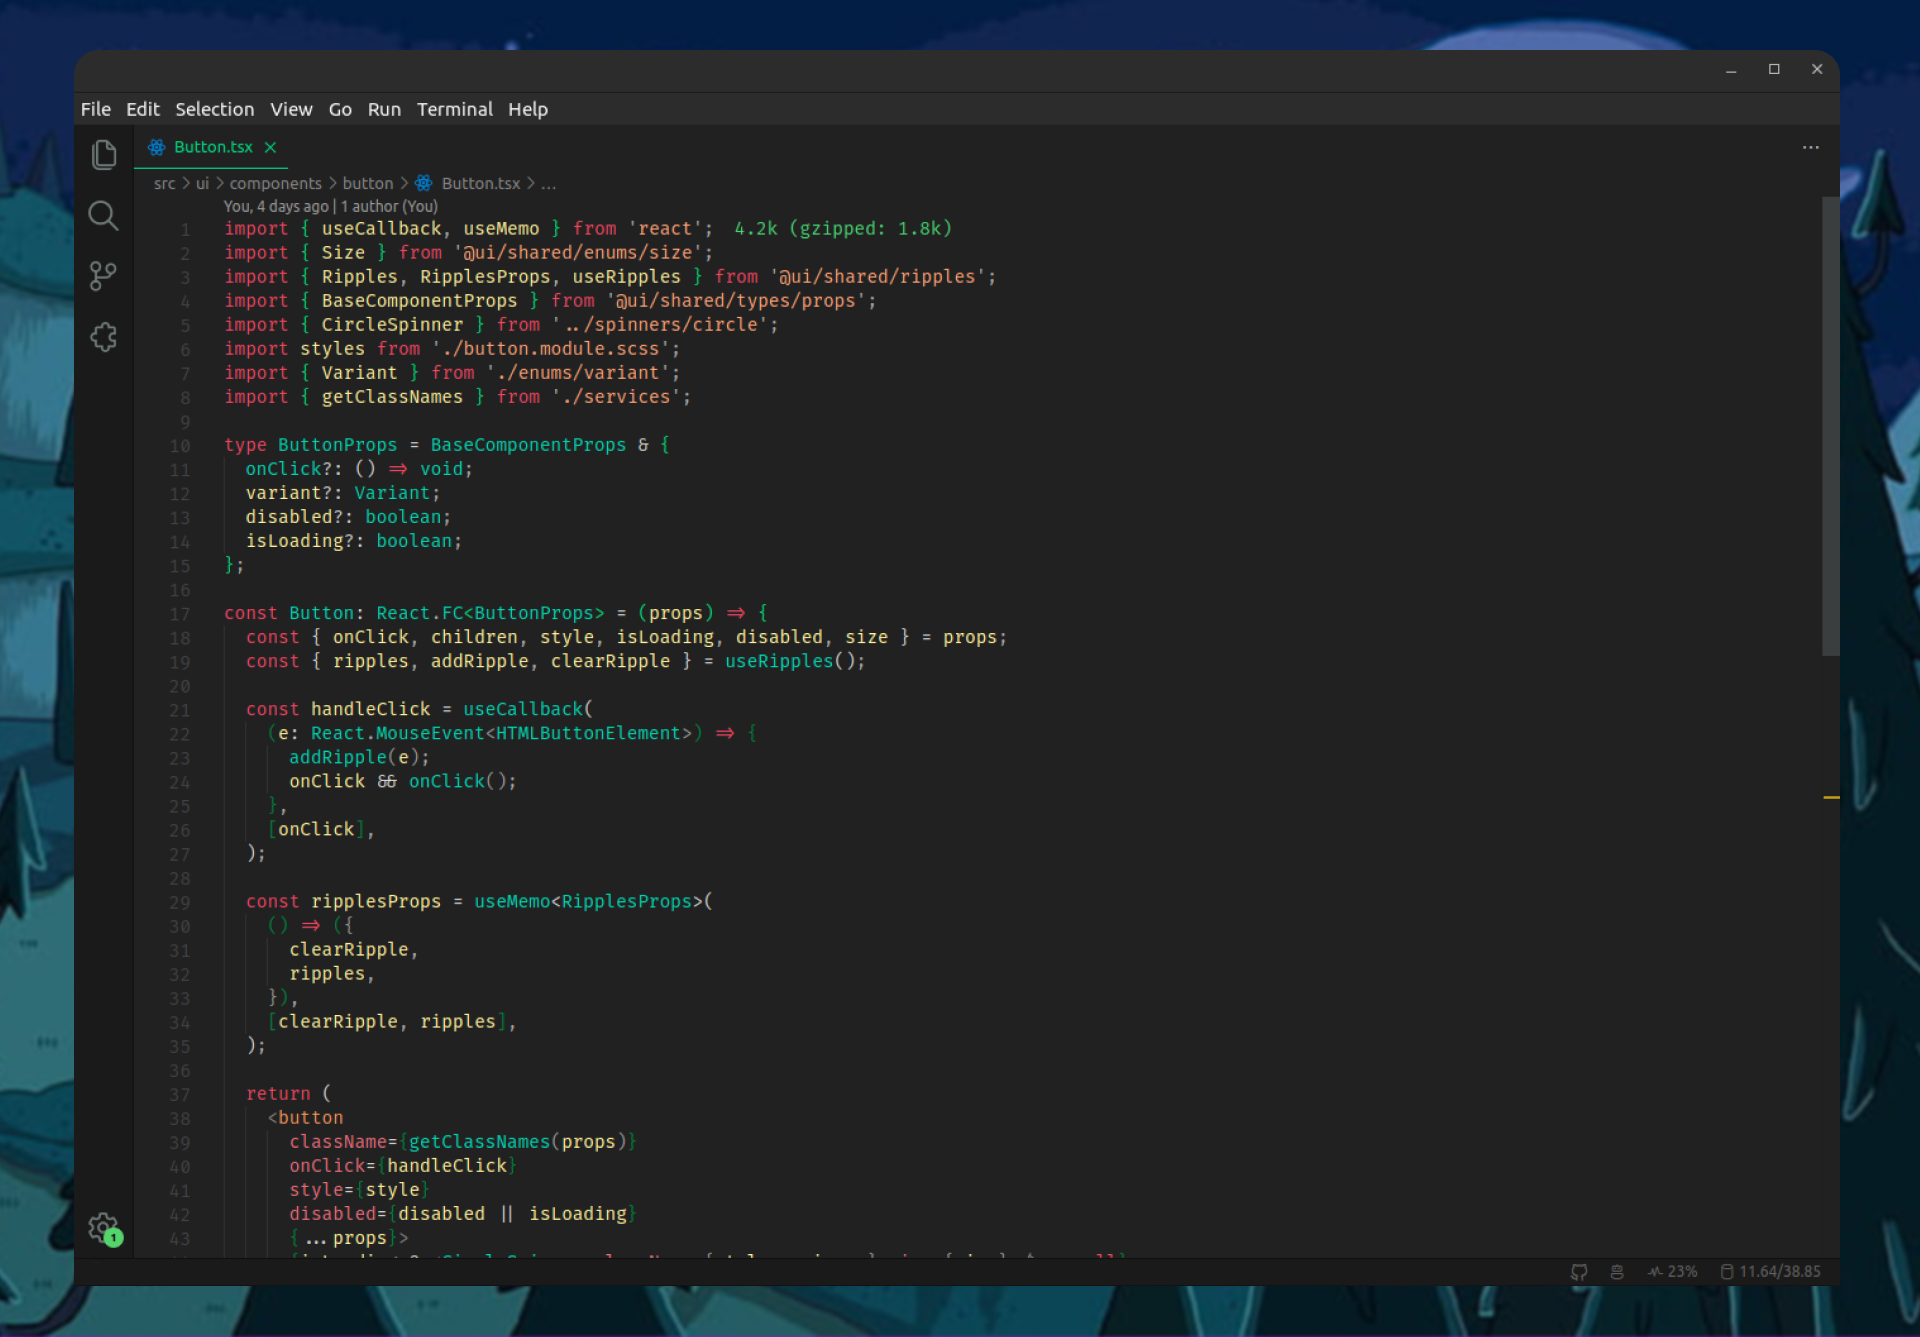 File Edit Selection View Go Run Terminal Help
Button.tsx
src > ui > components > button > Button.tsx > ...
You, 4 days ago | 1 author (You)
1 import { useCallback, useMemo } from 'react'; 4.2k (gzipped: 1.8k)
2 import { Size } from '@ui/shared/enums/size';
3 import { Ripples, RipplesProps, useRipples } from '@ui/shared/ripples';
4 import { BaseComponentProps } from '@ui/shared/types/props';
5 import { CircleSpinner } from '../spinners/circle';
6 import styles from './button.module.scss';
7 import { Variant } from './enums/variant';
8 import { getClassNames } from './services';
9
10 type ButtonProps = BaseComponentProps & {
11 onClick?: () => void;
12 variant?: Variant;
13 disabled?: boolean;
14 isLoading?: boolean;
15 };
16
17 const Button: React.FC<ButtonProps> = (props) => {
18 const { onClick, children, style, isLoading, disabled, size } = props;
19 const { ripples, addRipple, clearRipple } = useRipples();
20
21 const handleClick = useCallback(
22 (e: React.MouseEvent<HTMLButtonElement>) => {
23 addRipple(e);
24 onClick && onClick();
25 },
26 [onClick],
27 );
28
29 const ripplesProps = useMemo<RipplesProps>(
30 () => ({
31 clearRipple,
32 ripples,
33 }),
34 [clearRipple, ripples],
35 );
36
37 return (
38 <button
39 className={getClassNames(props)}
40 onClick={handleClick}
41 style={style}
42 disabled={disabled || isLoading}
43 {...props}>
1
23% 11.64/38.85